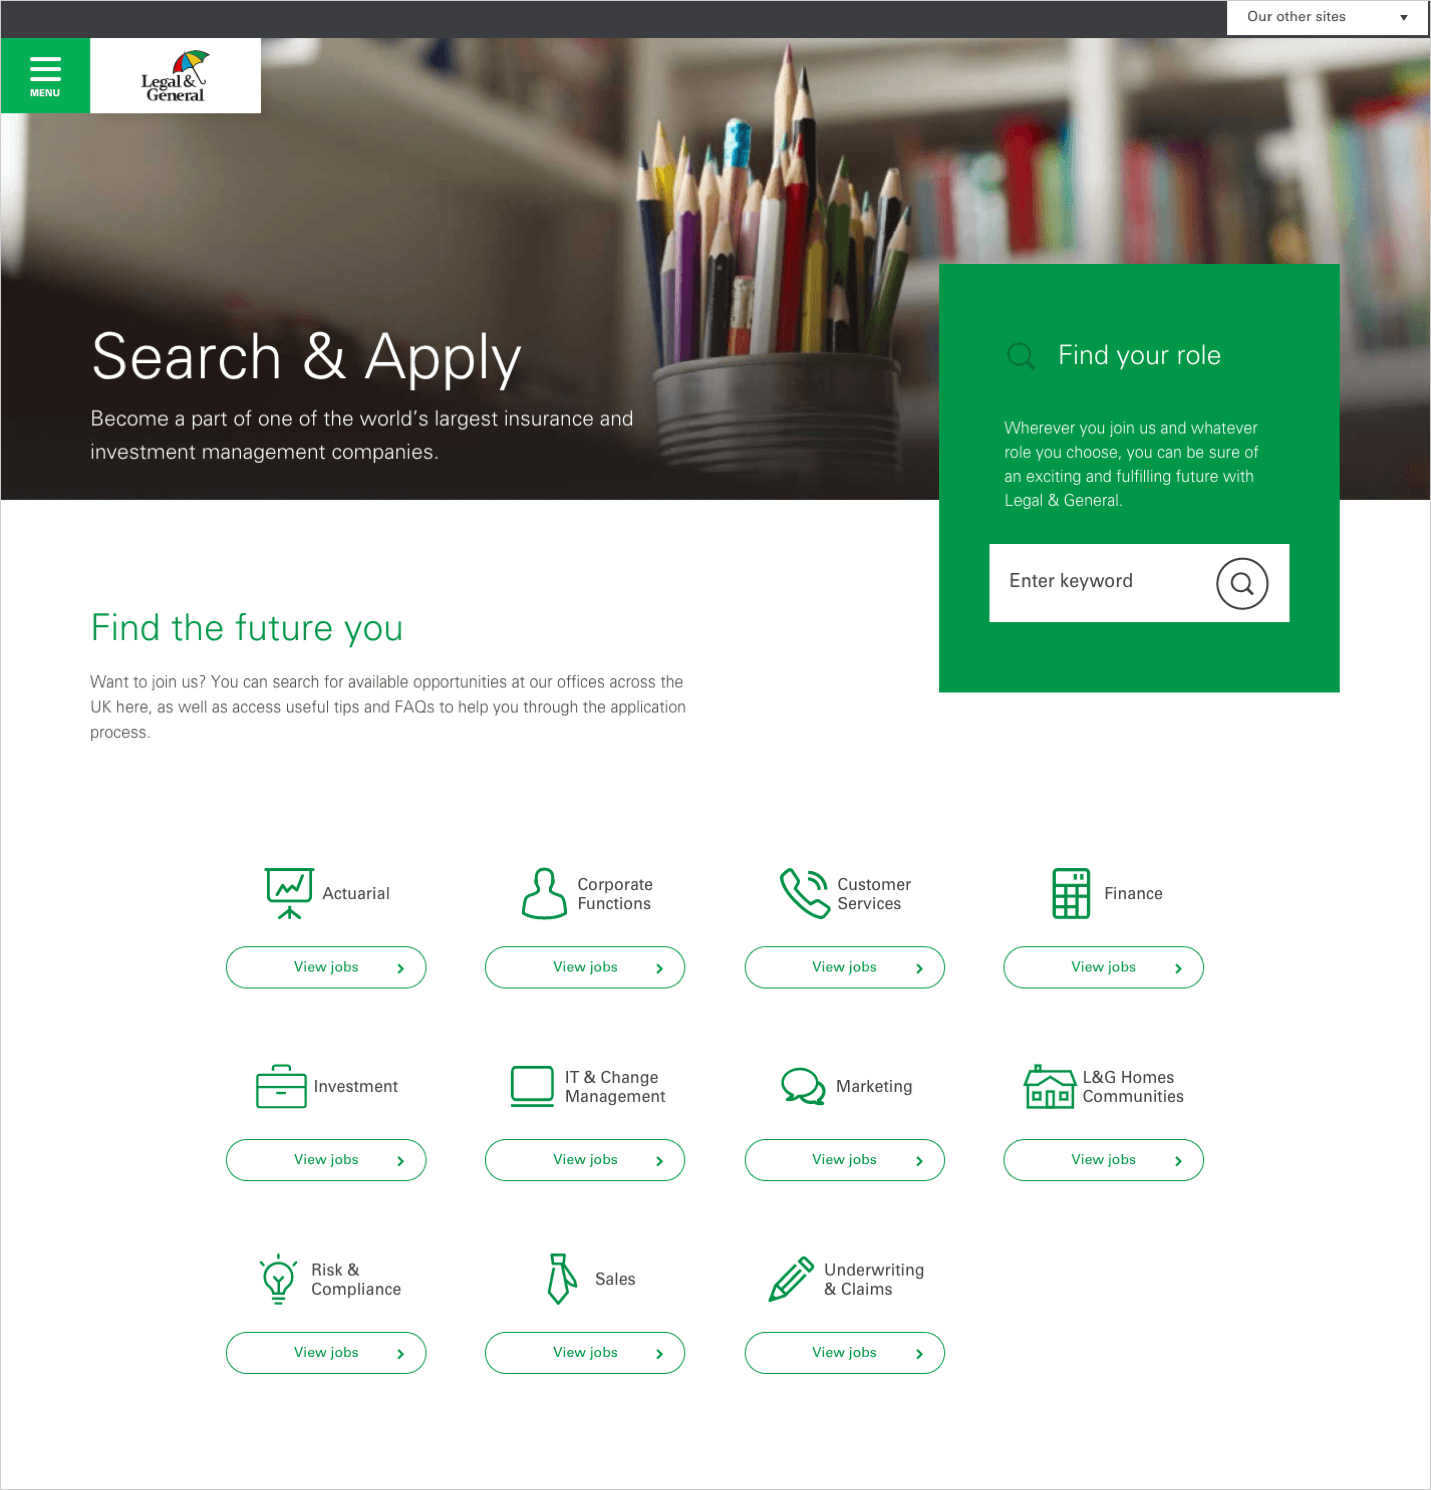 Our other sites
MENU
Legal &
General
Search & Apply
Become a part of one of the world's largest insurance and
investment management companies.
Find your role
Wherever you join us and whatever
role you choose, you can be sure of
an exciting and fulfilling future with
Legal & General.
Enter keyword
Find the future you
Want to join us? You can search for available opportunities at our offices across the
UK here, as well as access useful tips and FAQs to help you through the application
process.
Actuarial
Corporate
Functions
Customer
Services
Finance
View jobs
View jobs
View jobs
View jobs
Investment
IT & Change
Management
Marketing
L&G Homes
Communities
View jobs
View jobs
View jobs
View jobs
Risk &
Compliance
Sales
Underwriting
& Claims
View jobs
View jobs
View jobs